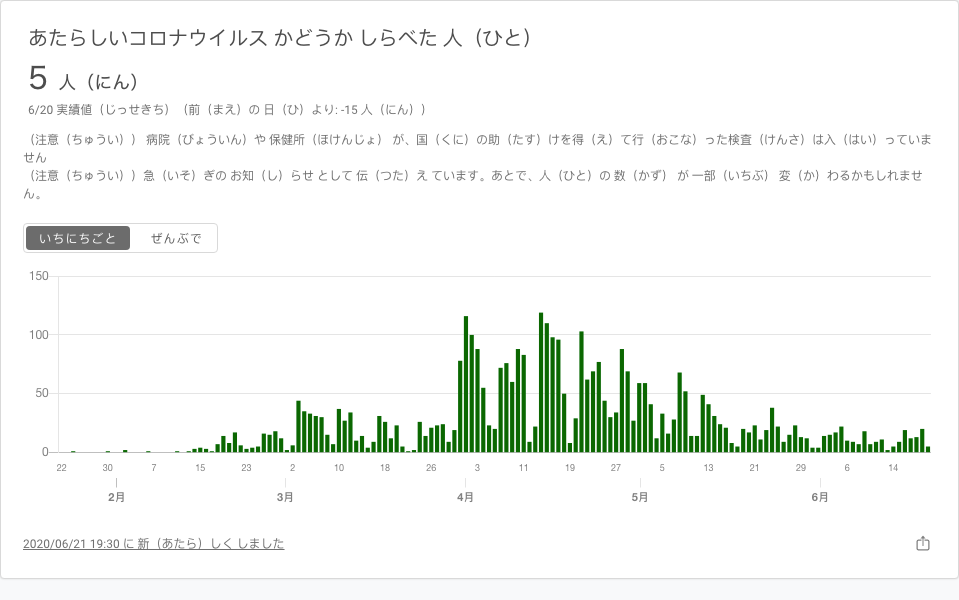 あたらしいコロナウイルス かどうか しらべた 人（ひと）
5 人（にん）
6/20 実績値（じっせきち）（前（まえ）の 日（ひ）より: -15 人（にん））
（注意（ちゅうい）） 病院（びょういん）や 保健所（ほけんじょ） が、国（くに）の助（たす）けを得（え）て行（おこな）った検査（けんさ）は入（はい）っていま
せん
（注意（ちゅうい））急（いそ）ぎの お知（し）らせ として 伝（つた）え ています。あとで、人（ひと）の 数（かず） が 一部（いちぶ） 変（か）わるかもしれませ
ん。
いちにちごと ぜんぶで
150
100
50
0
22 30 7 15 23 2 10 18 26 3 11 19 27 5 13 21 29 6 14
2月 3月 4月 5月 6月
2020/06/21 19:30 に 新（あたら）しく しました